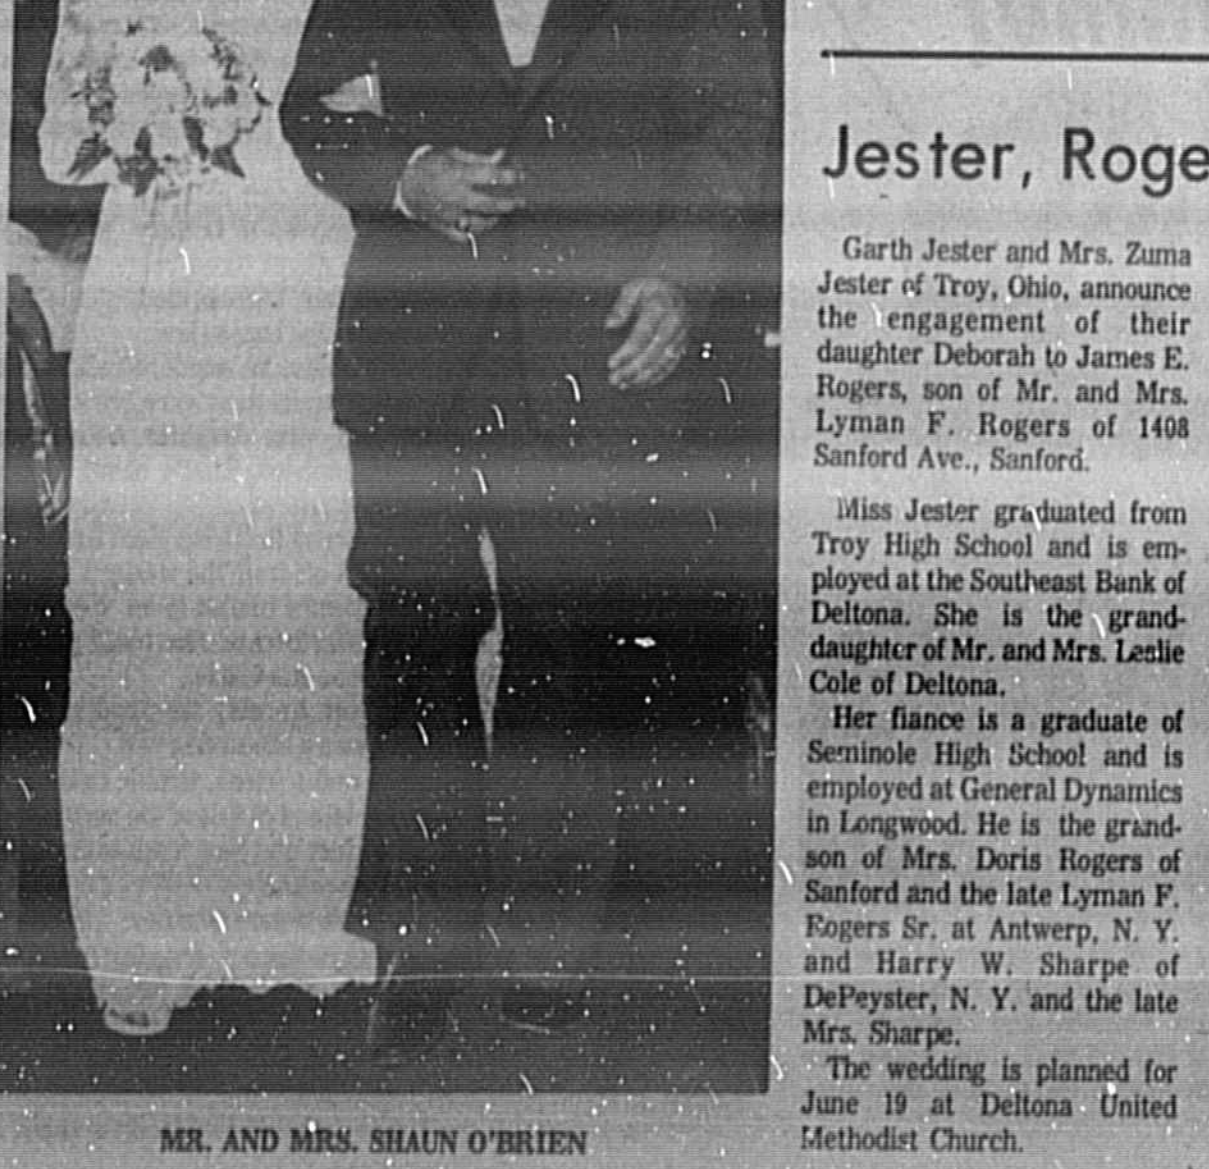 MR. AND MRS. SHAUN O'BRIEN
Jester, Roge
Garth Jester and Mrs. Zuma
Jester of Troy, Ohio, announce
the engagement of their
daughter Deborah to James E.
Rogers, son of Mr. and Mrs.
Lyman F. Rogers of 1408
Sanford Ave., Sanford.
Miss Jester graduated from
Troy High School and is em-
ployed at the Southeast Bank of
Deltona. She is the grand-
daughter of Mr. and Mrs. Leslie
Cole of Deltona.
Her fiance is a graduate of
Seminole High School and is
employed at General Dynamics
in Longwood. He is the grand-
son of Mrs. Doris Rogers of
Sanford and the late Lyman F.
Rogers Sr. at Antwerp, N. Y.
and Harry W. Sharpe of
DePeyster, N. Y. and the late
Mrs. Sharpe.
The wedding is planned for
June 19 at Deltona United
Methodist Church.